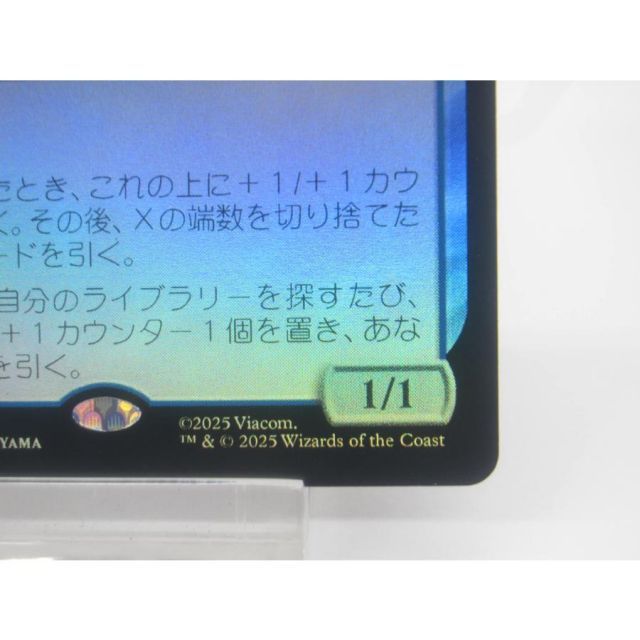 たとき、これの上に+1/+1カウ
く。その後、Xの端数を切り捨てた
ードを引く。
自分のライブラリーを探すたび、
+1カウンター1個を置き、あな
を引く。
1/1
©2025 Viacom.
YAMA ™ & © 2025 Wizards of the Coast